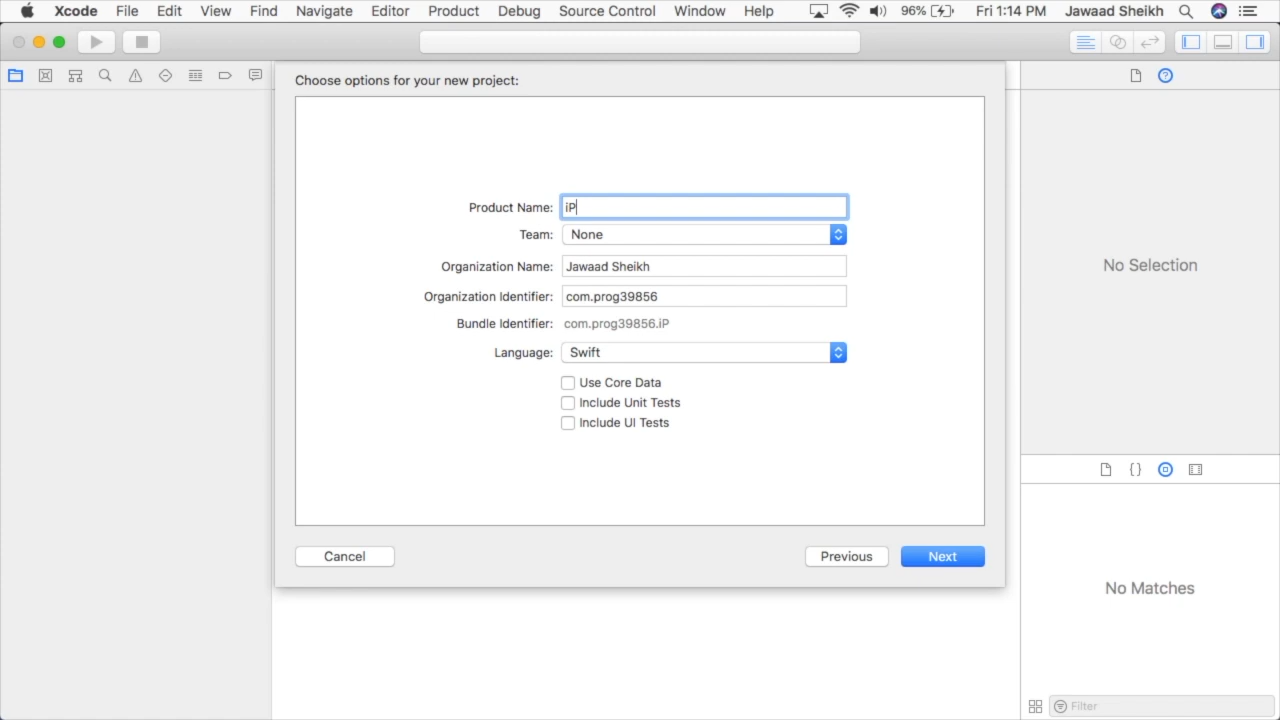 Xcode File Edit View Find Navigate Editor Product Debug Source Control Window Help 96% Fri 1:14 PM Jawaad Sheikh
Choose options for your new project:
Product Name: iP
Team: None
Organization Name: Jawaad Sheikh
Organization Identifier: com.prog39856
Bundle Identifier: com.prog39856.iP
Language: Swift
Use Core Data
Include Unit Tests
Include UI Tests
Cancel Previous Next
No Selection
{}
No Matches
Filter